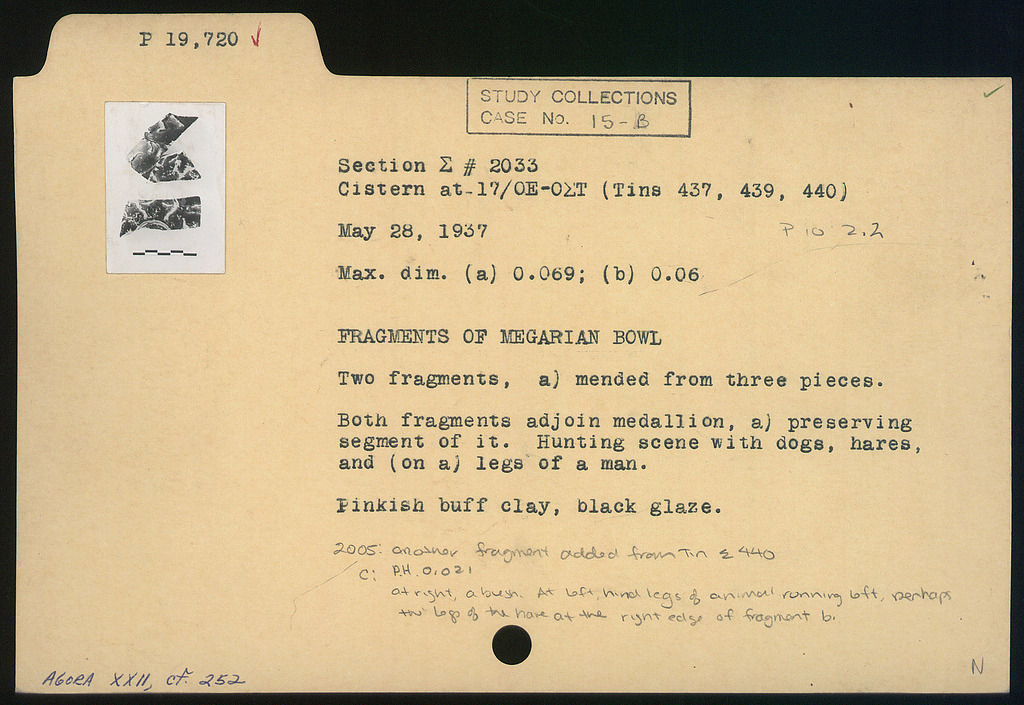 P 19,720 ✓
STUDY COLLECTIONS
CASE No. 15-B
Section Σ # 2033
Cistern at 17/ΟΕ-ΟΣΤ (Tins 437, 439, 440)
May 28, 1937
P 10 2.2
Max. dim. (a) 0.069; (b) 0.06
FRAGMENTS OF MEGARIAN BOWL
Two fragments, a) mended from three pieces.
Both fragments adjoin medallion, a) preserving
segment of it. Hunting scene with dogs, hares,
and (on a) legs of a man.
Pinkish buff clay, black glaze.
2005: another fragment added from Tin Σ 440
C: P.H. 0.021
at right, a bush. At left, hind legs of animal running left, perhaps
the legs of the hare at the right edge of fragment b.
N
AGORA XXII, cf. 252